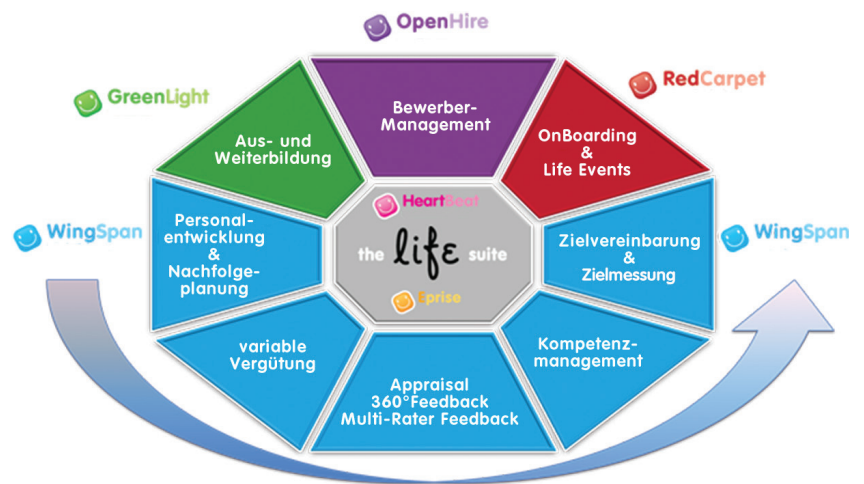 OpenHire
GreenLight
RedCarpet
Bewerber-
Management
Aus- und
Weiterbildung
OnBoarding
&
Life Events
WingSpan
Personal-
entwicklung
&
Nachfolge-
planung
HeartBeat
the life suite
Eprise
Zielvereinbarung
&
Zielmessung
WingSpan
variable
Vergütung
Appraisal
360°Feedback
Multi-Rater Feedback
Kompetenz-
management